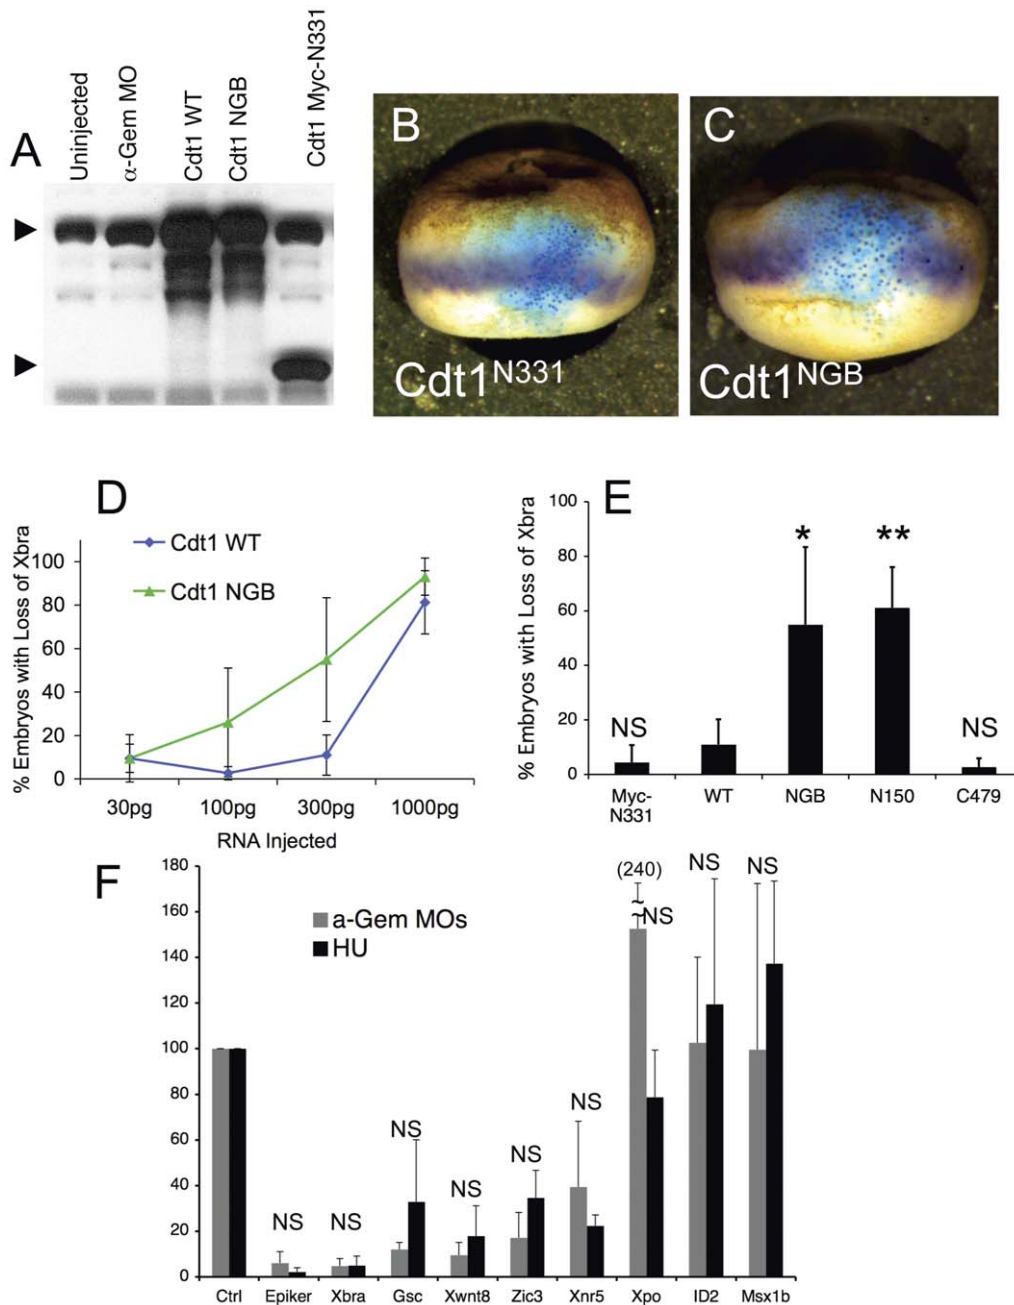 A
Uninjected
α-Gem MO
Cdt1 WT
Cdt1 NGB
Cdt1 Myc-N331
B
Cdt1N331
C
Cdt1NGB
D
% Embryos with Loss of Xbra
100
80
60
40
20
0
Cdt1 WT
Cdt1 NGB
30pg 100pg 300pg 1000pg
RNA Injected
E
% Embryos with Loss of Xbra
100
80
60
40
20
0
NS * ** NS
Myc-N331 WT NGB N150 C479
F
180
160
140
120
100
80
60
40
20
0
a-Gem MOs
HU
NS NS NS NS NS NS (240) ~~NS NS NS
Ctrl Epiker Xbra Gsc Xwnt8 Zic3 Xnr5 Xpo ID2 Msx1b